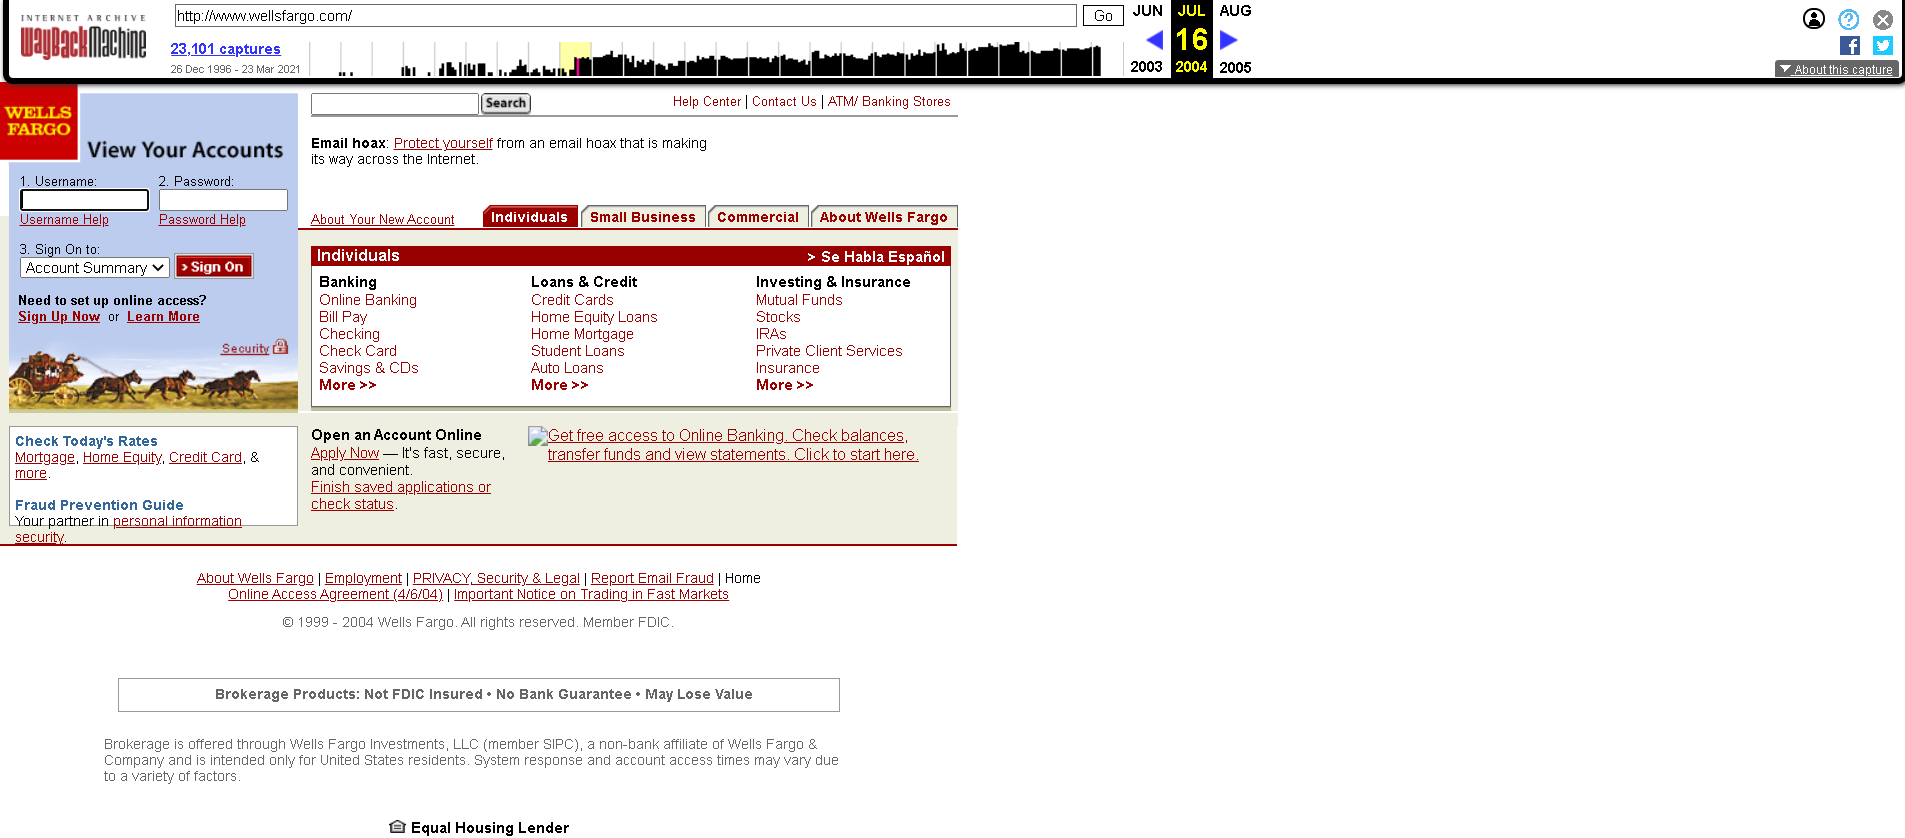 INTERNET ARCHIVE
WayBackMachine
http://www.wellsfargo.com/
Go
JUN
JUL
AUG
23,101 captures
16
26 Dec 1996 - 23 Mar 2021
2003
2004
2005
About this capture
WELLS
FARGO
View Your Accounts
1. Username:
2. Password:
Username Help
Password Help
3. Sign On to:
Account Summary
Sign On
Need to set up online access?
Sign Up Now or Learn More
Security
Search
Help Center | Contact Us | ATM/ Banking Stores
Email hoax: Protect yourself from an email hoax that is making
its way across the Internet.
About Your New Account
Individuals
Small Business
Commercial
About Wells Fargo
Individuals
> Se Habla Español
Banking
Online Banking
Bill Pay
Checking
Check Card
Savings & CDs
More >>
Loans & Credit
Credit Cards
Home Equity Loans
Home Mortgage
Student Loans
Auto Loans
More >>
Investing & Insurance
Mutual Funds
Stocks
IRAs
Private Client Services
Insurance
More >>
Check Today's Rates
Mortgage, Home Equity, Credit Card, &
more.
Fraud Prevention Guide
Your partner in personal information
security.
Open an Account Online
Apply Now — It's fast, secure,
and convenient.
Finish saved applications or
check status.
Get free access to Online Banking. Check balances,
transfer funds and view statements. Click to start here.
About Wells Fargo | Employment | PRIVACY, Security & Legal | Report Email Fraud | Home
Online Access Agreement (4/6/04) | Important Notice on Trading in Fast Markets
© 1999 - 2004 Wells Fargo. All rights reserved. Member FDIC.
Brokerage Products: Not FDIC Insured • No Bank Guarantee • May Lose Value
Brokerage is offered through Wells Fargo Investments, LLC (member SIPC), a non-bank affiliate of Wells Fargo &
Company and is intended only for United States residents. System response and account access times may vary due
to a variety of factors.
Equal Housing Lender